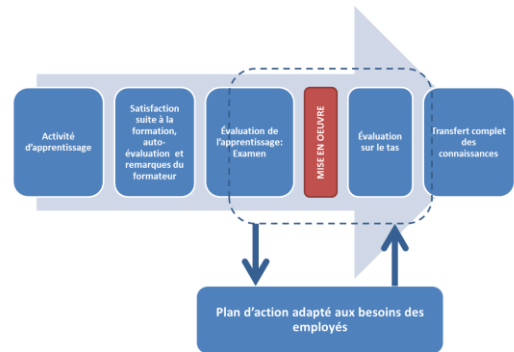 Activité
d'apprentissage
Satisfaction
suite à la
formation,
auto-
évaluation et
remarques du
formateur
Évaluation de
l'apprentissage:
Examen
MISE EN OEUVRE
Évaluation
sur le tas
Transfert complet
des
connaissances
Plan d'action adapté aux besoins des
employés